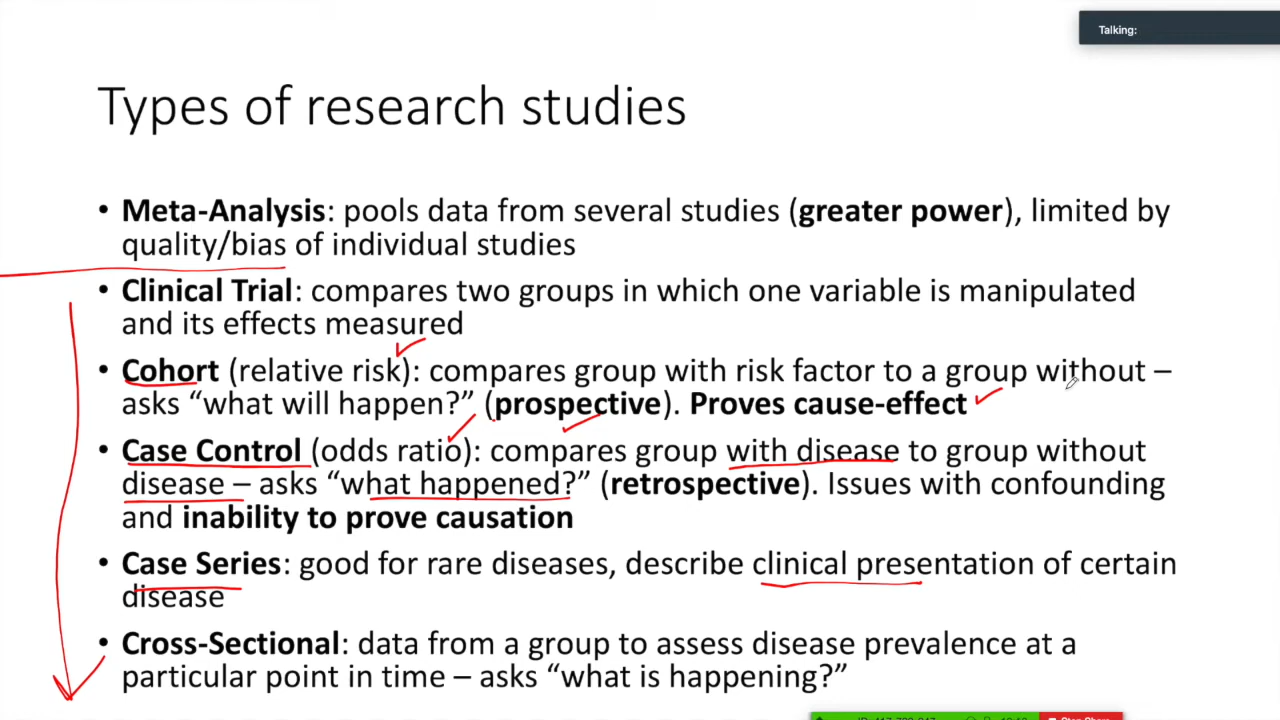 Talking:
Types of research studies
• Meta-Analysis: pools data from several studies (greater power), limited by
quality/bias of individual studies
• Clinical Trial: compares two groups in which one variable is manipulated
and its effects measured
• Cohort (relative risk): compares group with risk factor to a group without –
asks “what will happen?” (prospective). Proves cause-effect
• Case Control (odds ratio): compares group with disease to group without
disease – asks “what happened?” (retrospective). Issues with confounding
and inability to prove causation
• Case Series: good for rare diseases, describe clinical presentation of certain
disease
• Cross-Sectional: data from a group to assess disease prevalence at a
particular point in time – asks “what is happening?”